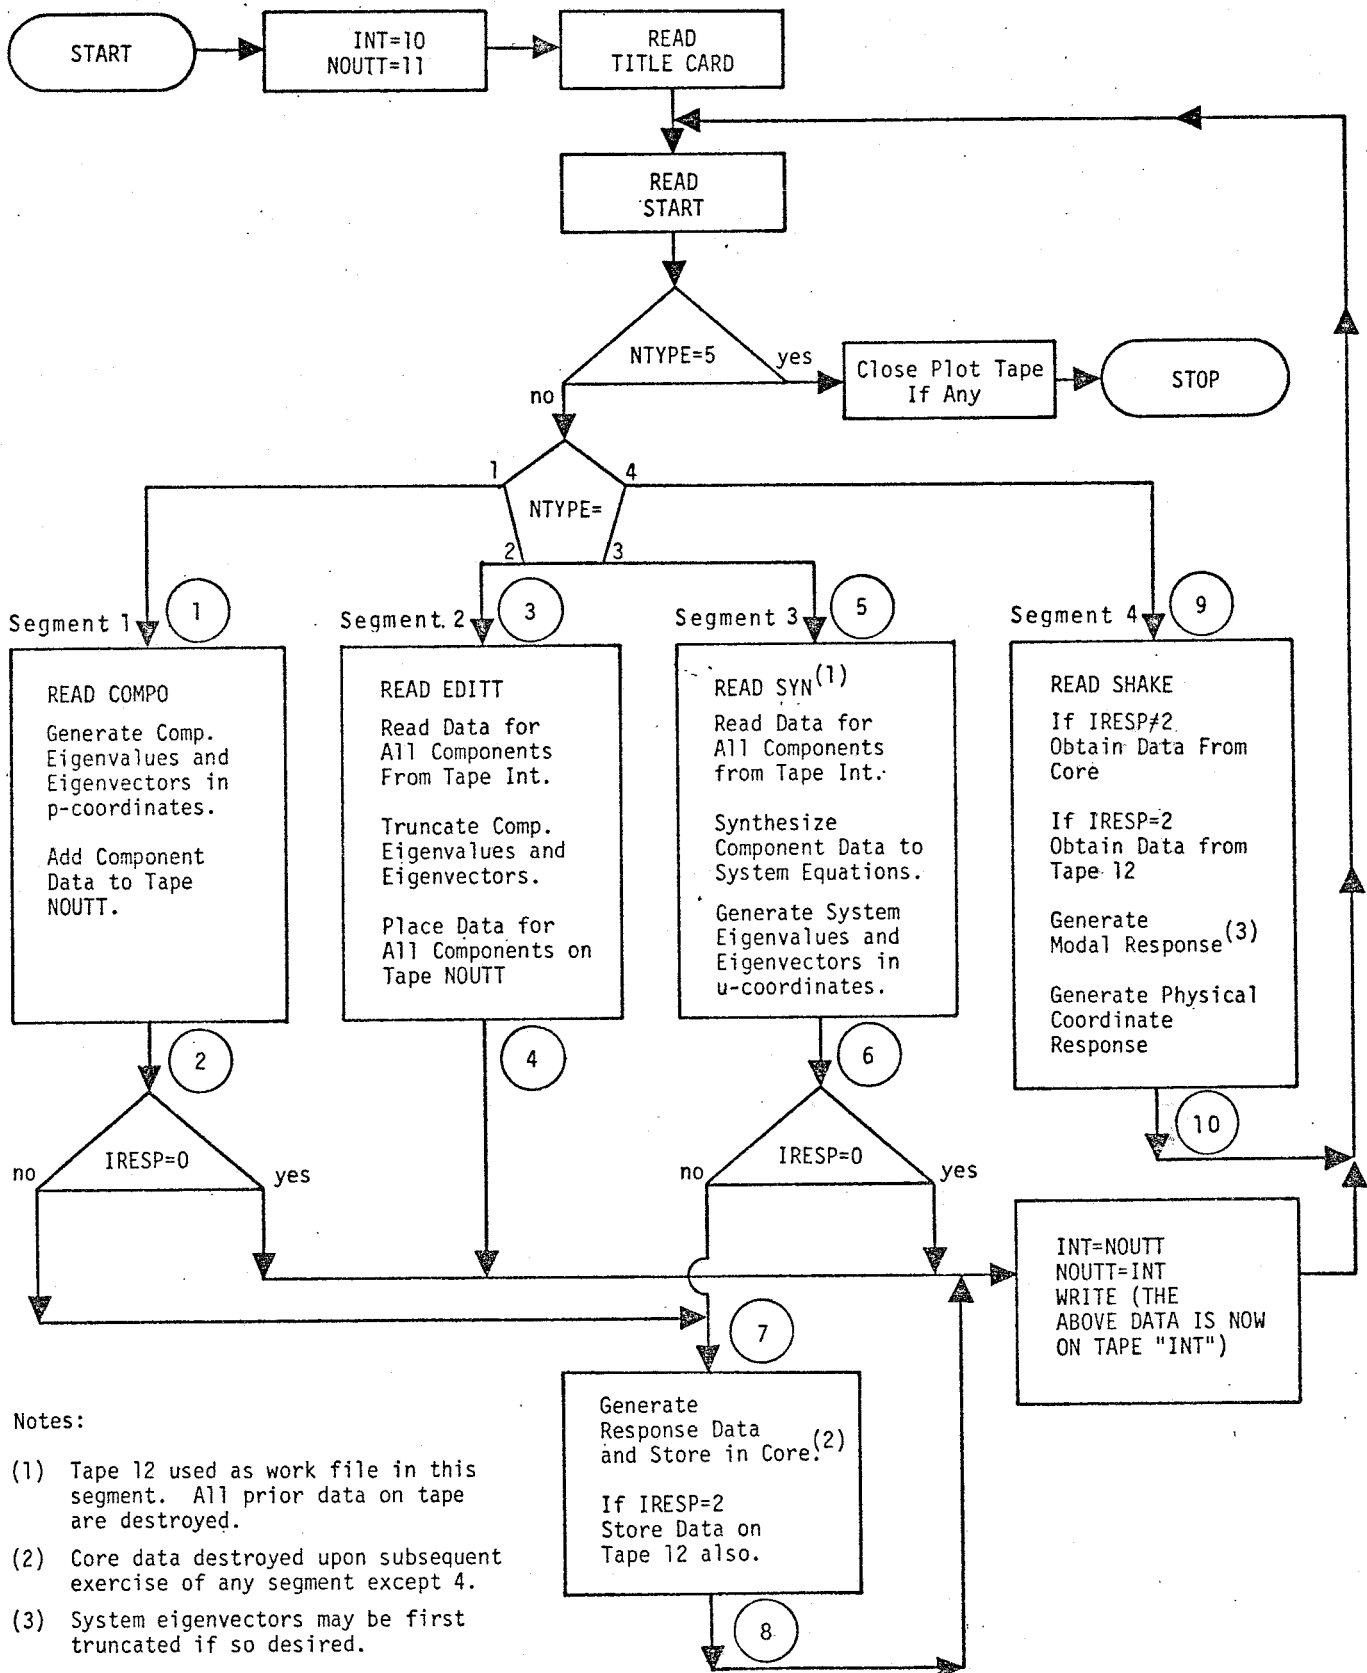 START
INT=10
NOUTT=11
READ
TITLE CARD
READ
START
NTYPE=5
yes
no
Close Plot Tape
If Any
STOP
1
4
NTYPE=
2
3
Segment 1
1
Segment 2
3
Segment 3
5
Segment 4
9
READ COMPO
Generate Comp.
Eigenvalues and
Eigenvectors in
p-coordinates.
Add Component
Data to Tape
NOUTT.
READ EDITT
Read Data for
All Components
From Tape Int.
Truncate Comp.
Eigenvalues and
Eigenvectors.
Place Data for
All Components on
Tape NOUTT
READ SYN(1)
Read Data for
All Components
from Tape Int.
Synthesize
Component Data to
System Equations.
Generate System
Eigenvalues and
Eigenvectors in
u-coordinates.
READ SHAKE
If IRESP≠2
Obtain Data From
Core
If IRESP=2
Obtain Data from
Tape 12
Generate
Modal Response(3)
Generate Physical
Coordinate
Response
2
4
6
10
IRESP=0
no
yes
IRESP=0
no
yes
INT=NOUTT
NOUTT=INT
WRITE (THE
ABOVE DATA IS NOW
ON TAPE "INT")
7
Generate
Response Data
and Store in Core.(2)
If IRESP=2
Store Data on
Tape 12 also.
8
Notes:
(1) Tape 12 used as work file in this
segment. All prior data on tape
are destroyed.
(2) Core data destroyed upon subsequent
exercise of any segment except 4.
(3) System eigenvectors may be first
truncated if so desired.